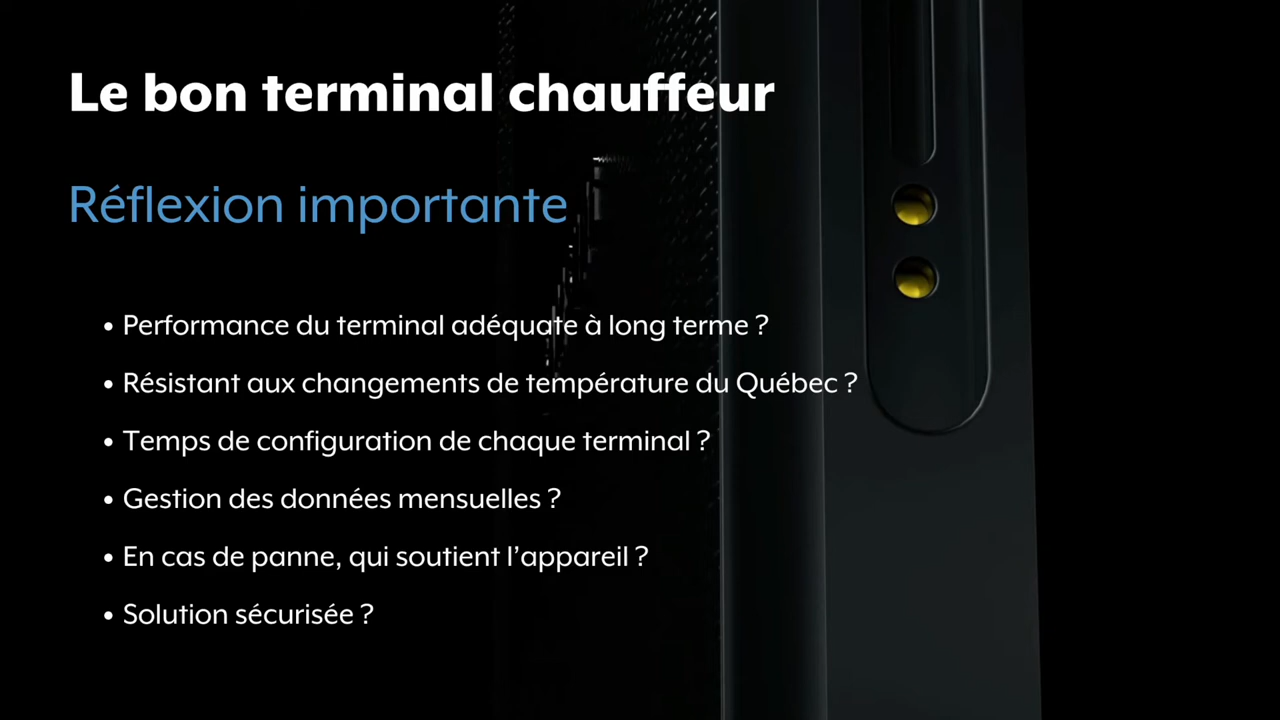 Le bon terminal chauffeur
Réflexion importante
• Performance du terminal adéquate à long terme ?
• Résistant aux changements de température du Québec ?
• Temps de configuration de chaque terminal ?
• Gestion des données mensuelles ?
• En cas de panne, qui soutient l’appareil ?
• Solution sécurisée ?